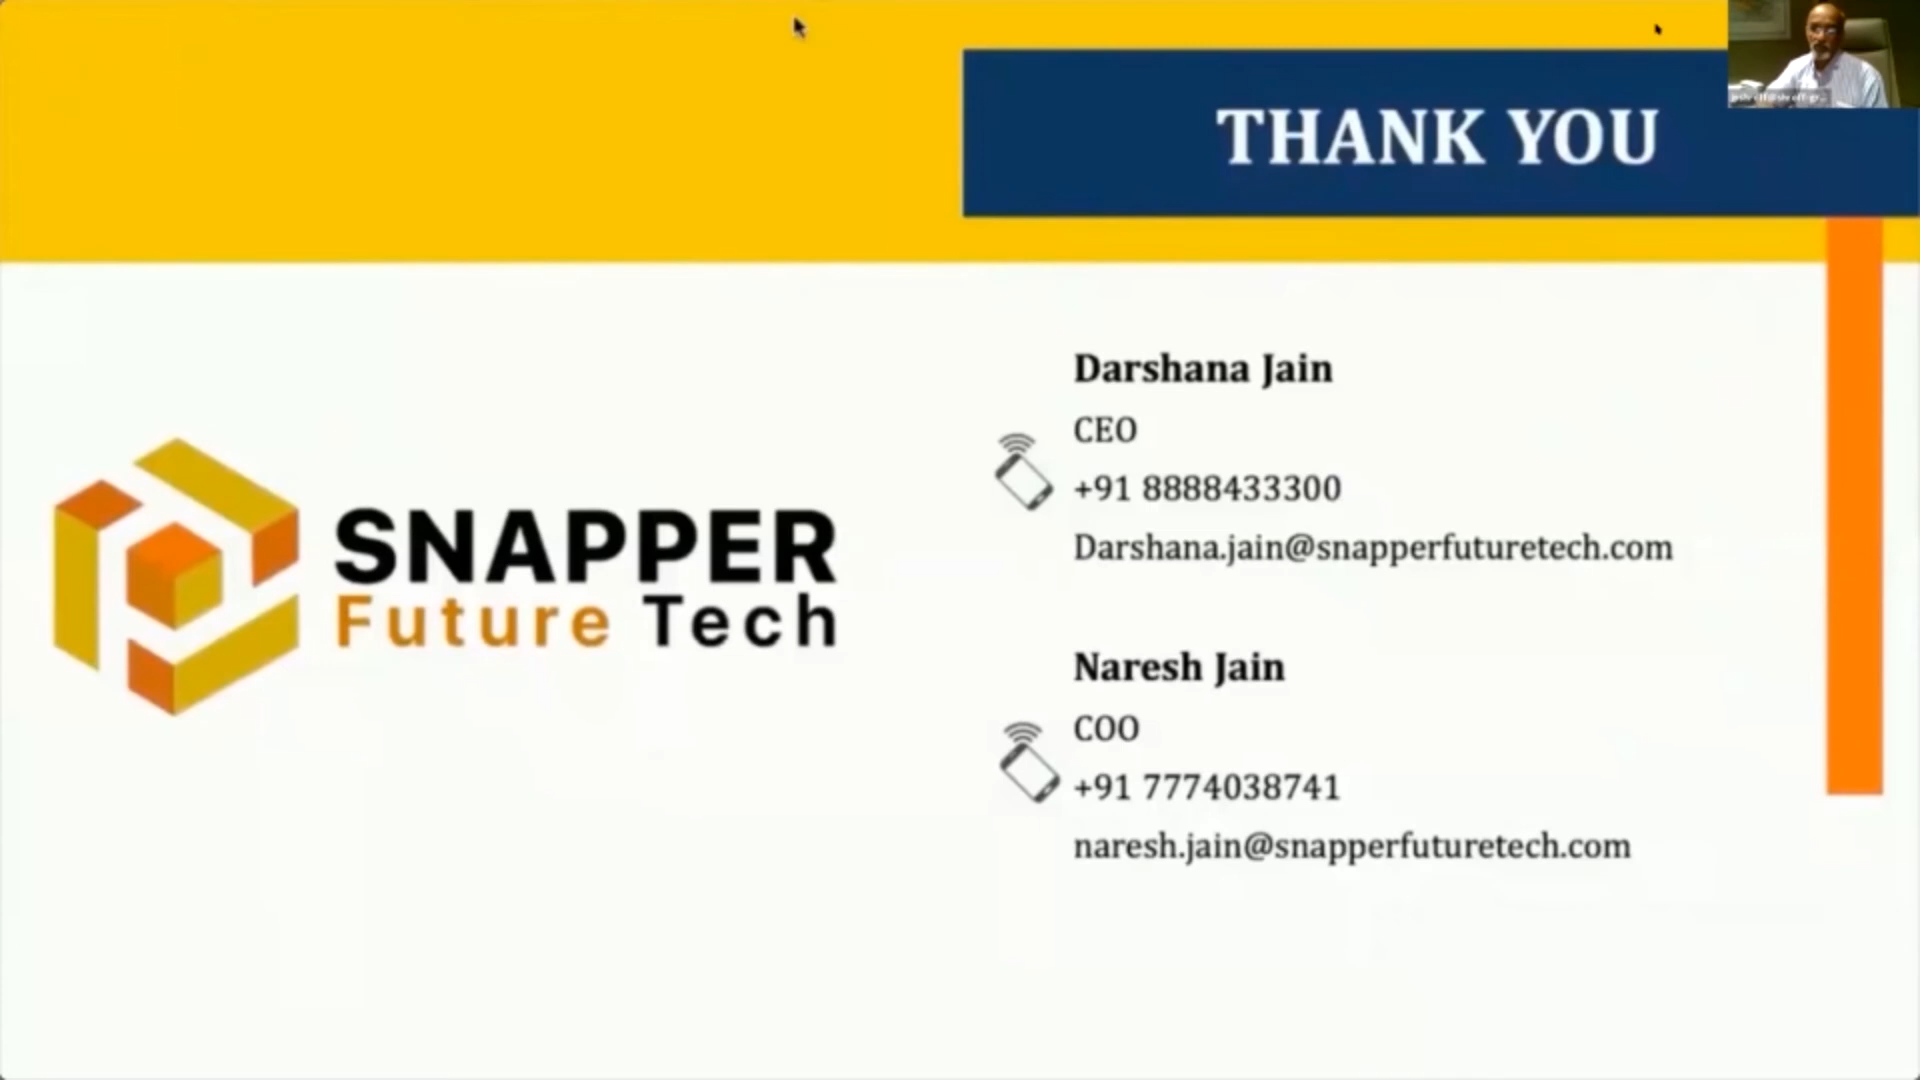 THANK YOU
Darshana Jain
CEO
+91 8888433300
Darshana.jain@snapperfuturetech.com
SNAPPER
Future Tech
Naresh Jain
COO
+91 7774038741
naresh.jain@snapperfuturetech.com